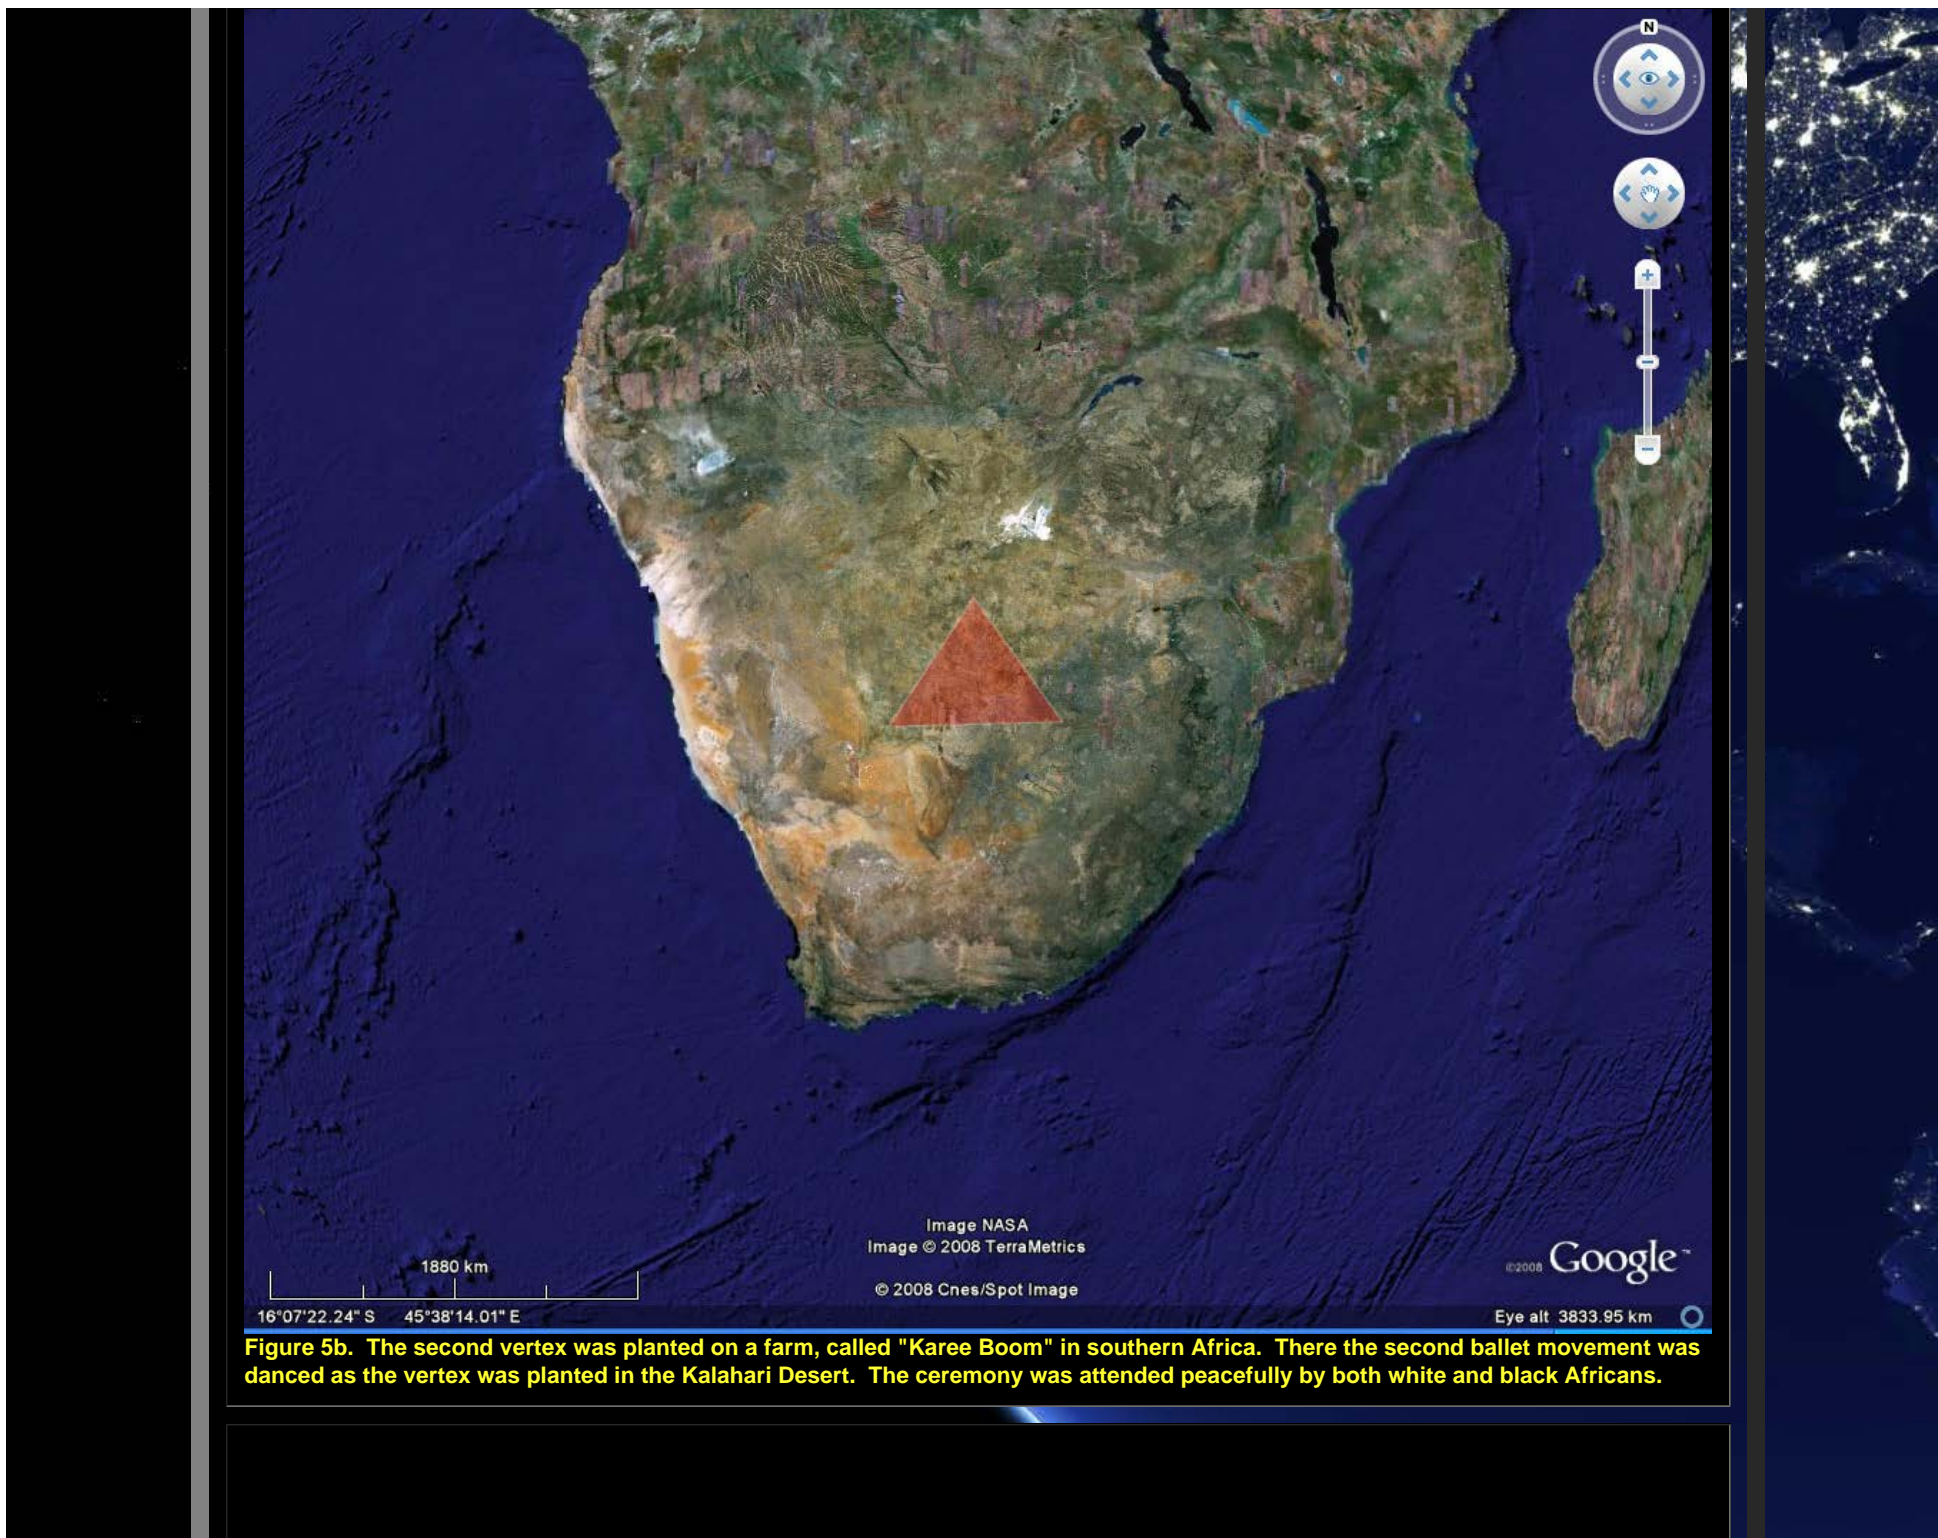 N
Image NASA
Image © 2008 TerraMetrics
1880 km
©2008 Google™
© 2008 Cnes/Spot Image
16°07'22.24" S 45°38'14.01" E Eye alt 3833.95 km
Figure 5b. The second vertex was planted on a farm, called "Karee Boom" in southern Africa. There the second ballet movement was
danced as the vertex was planted in the Kalahari Desert. The ceremony was attended peacefully by both white and black Africans.